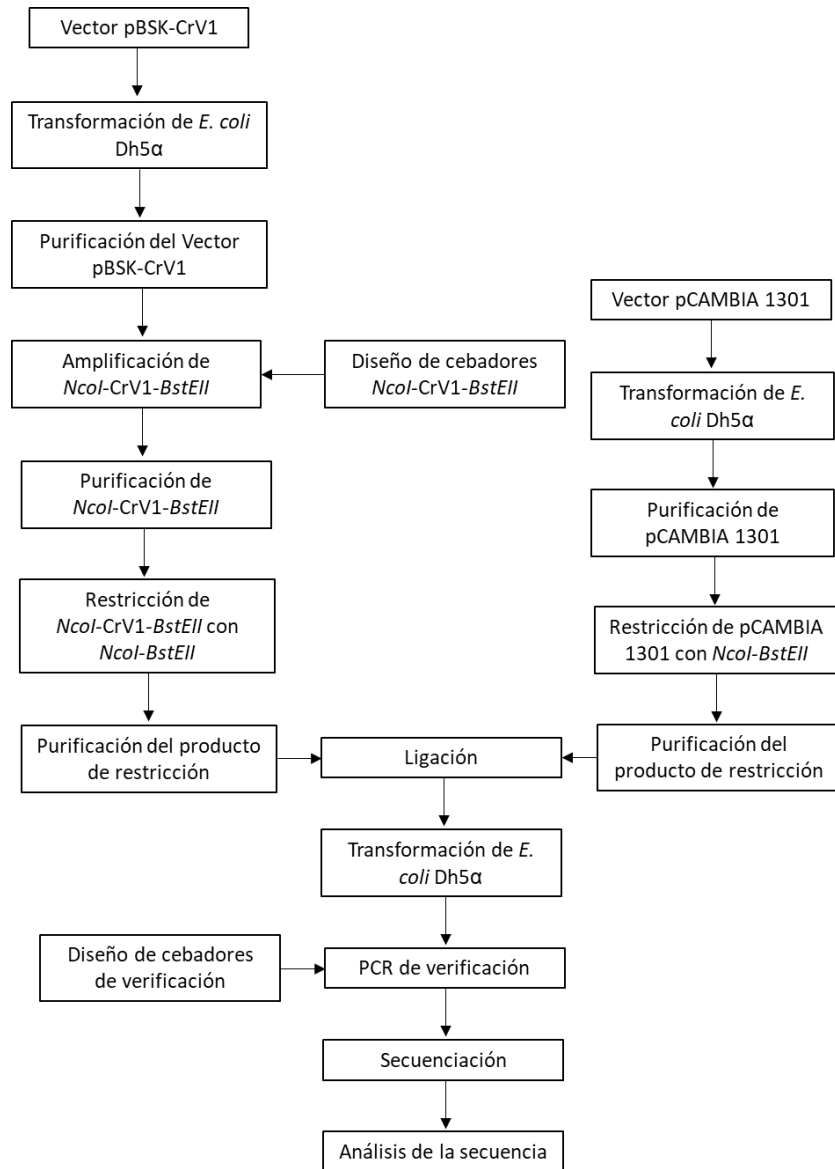 Vector pBSK-CrV1
Transformación de E. coli
Dh5α
Purificación del Vector
pBSK-CrV1
Amplificación de
NcoI-CrV1-BstEII
Diseño de cebadores
NcoI-CrV1-BstEII
Purificación de
NcoI-CrV1-BstEII
Restricción de
NcoI-CrV1-BstEII con
NcoI-BstEII
Purificación del producto
de restricción
Vector pCAMBIA 1301
Transformación de E.
coli Dh5α
Purificación de
pCAMBIA 1301
Restricción de pCAMBIA
1301 con NcoI-BstEII
Purificación del
producto de restricción
Ligación
Transformación de E.
coli Dh5α
Diseño de cebadores
de verificación
PCR de verificación
Secuenciación
Análisis de la secuencia